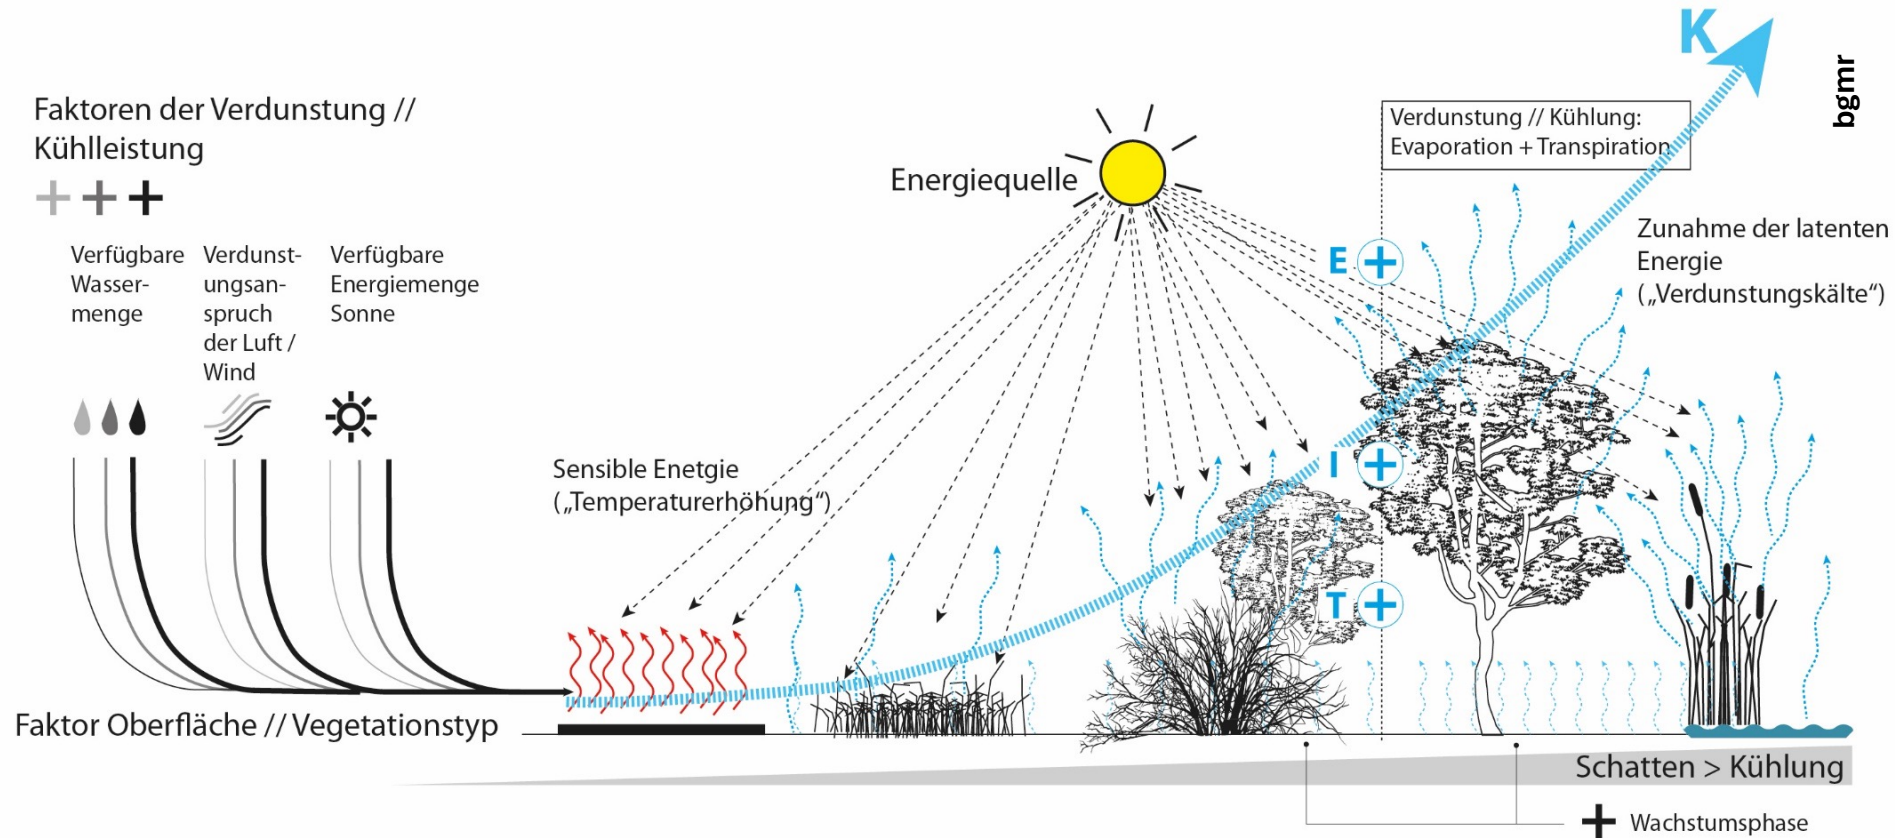 K
bgmr
Faktoren der Verdunstung //
Kühlleistung
Verfügbare
Wasser-
menge
Verdunst-
ungsan-
spruch
der Luft /
Wind
Verfügbare
Energiemenge
Sonne
Energiequelle
Verdunstung // Kühlung:
Evaporation + Transpiration
E
Zunahme der latenten
Energie
(„Verdunstungskälte“)
Sensible Enetgie
(„Temperaturerhöhung“)
I
T
Faktor Oberfläche // Vegetationstyp
Schatten > Kühlung
Wachstumsphase